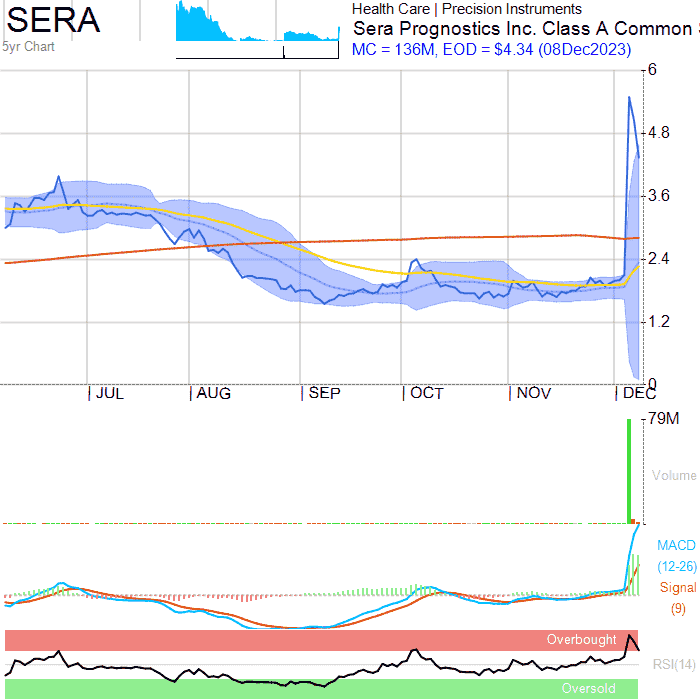 SERA
5yr Chart
Health Care | Precision Instruments
Sera Prognostics Inc. Class A Common S
MC = 136M, EOD = $4.34 (08Dec2023)
6
4.8
3.6
2.4
1.2
0
JUL AUG SEP OCT NOV DEC
79M
Volume
MACD
(12-26)
Signal
(9)
Overbought
RSI(14)
Oversold